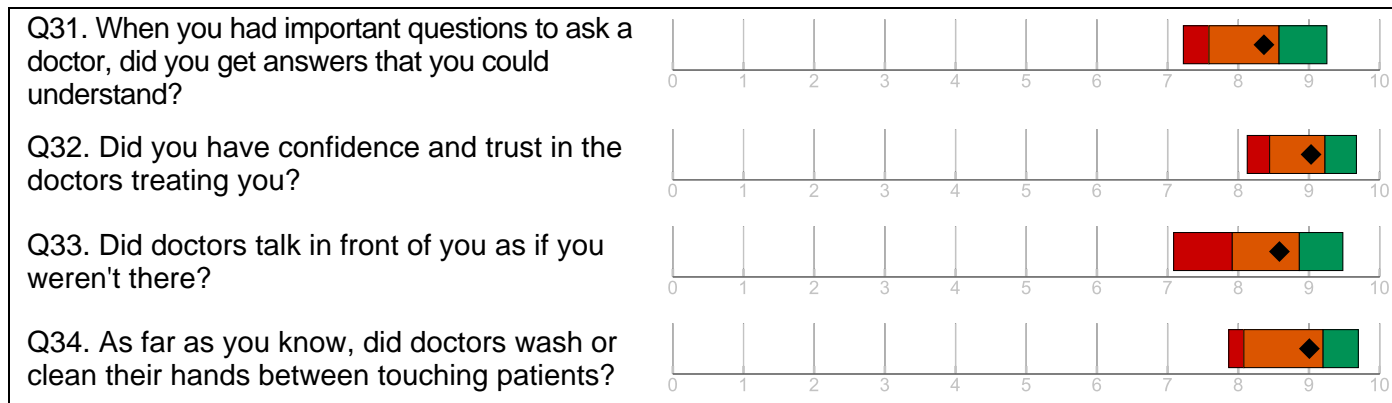 Q31. When you had important questions to ask a
doctor, did you get answers that you could
understand?
0 1 2 3 4 5 6 7 8 9 10
Q32. Did you have confidence and trust in the
doctors treating you?
0 1 2 3 4 5 6 7 8 9 10
Q33. Did doctors talk in front of you as if you
weren't there?
0 1 2 3 4 5 6 7 8 9 10
Q34. As far as you know, did doctors wash or
clean their hands between touching patients?
0 1 2 3 4 5 6 7 8 9 10